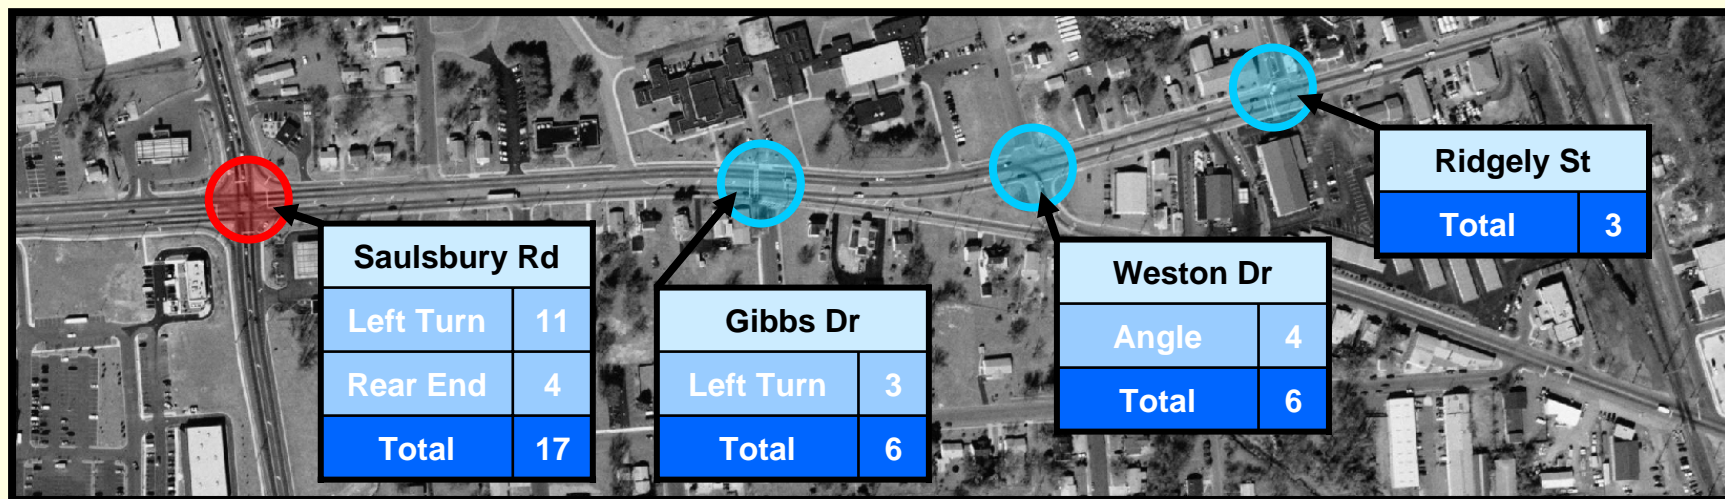 Saulsbury Rd
Left Turn 11
Rear End 4
Total 17
Gibbs Dr
Left Turn 3
Total 6
Weston Dr
Angle 4
Total 6
Ridgely St
Total 3